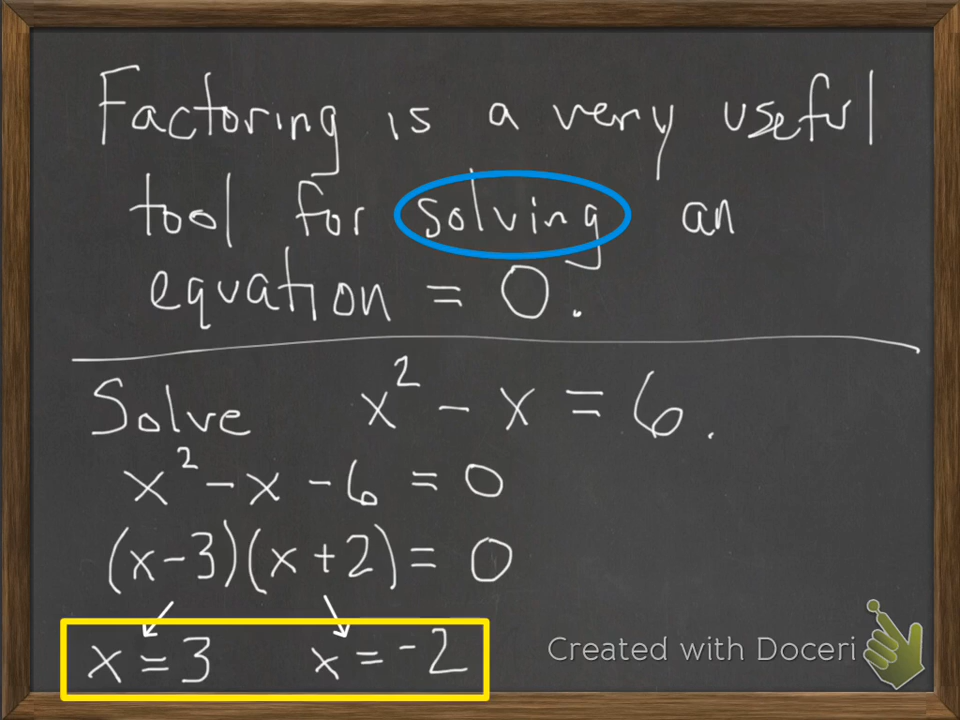 Factoring is a very useful
tool for solving an
equation = 0.
Solve x² - x = 6.
x² - x - 6 = 0
(x-3)(x+2) = 0
x = 3 x = -2
Created with Doceri